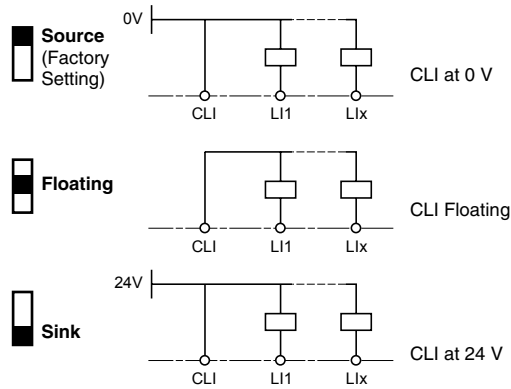 0V
Source
(Factory
Setting)
CLI at 0 V
CLI LI1 LIx
Floating
CLI Floating
CLI LI1 LIx
24V
Sink
CLI at 24 V
CLI LI1 LIx